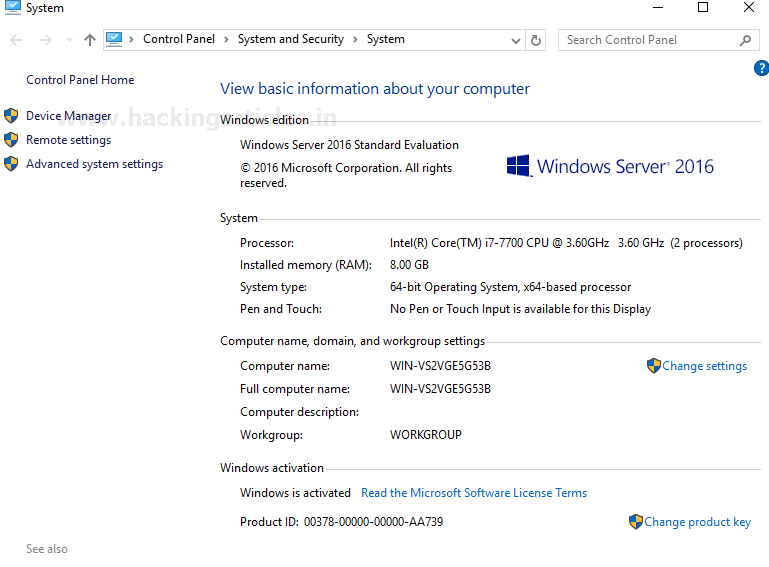 System
Control Panel > System and Security > System
Search Control Panel
?
Control Panel Home
Device Manager
Remote settings
Advanced system settings
See also
www.hackingarticles.in
View basic information about your computer
Windows edition
Windows Server 2016 Standard Evaluation
© 2016 Microsoft Corporation. All rights
reserved.
Windows Server® 2016
System
Processor: Intel(R) Core(TM) i7-7700 CPU @ 3.60GHz 3.60 GHz (2 processors)
Installed memory (RAM): 8.00 GB
System type: 64-bit Operating System, x64-based processor
Pen and Touch: No Pen or Touch Input is available for this Display
Computer name, domain, and workgroup settings
Computer name: WIN-VS2VGE5G53B
Change settings
Full computer name: WIN-VS2VGE5G53B
Computer description:
Workgroup: WORKGROUP
Windows activation
Windows is activated Read the Microsoft Software License Terms
Product ID: 00378-00000-00000-AA739
Change product key